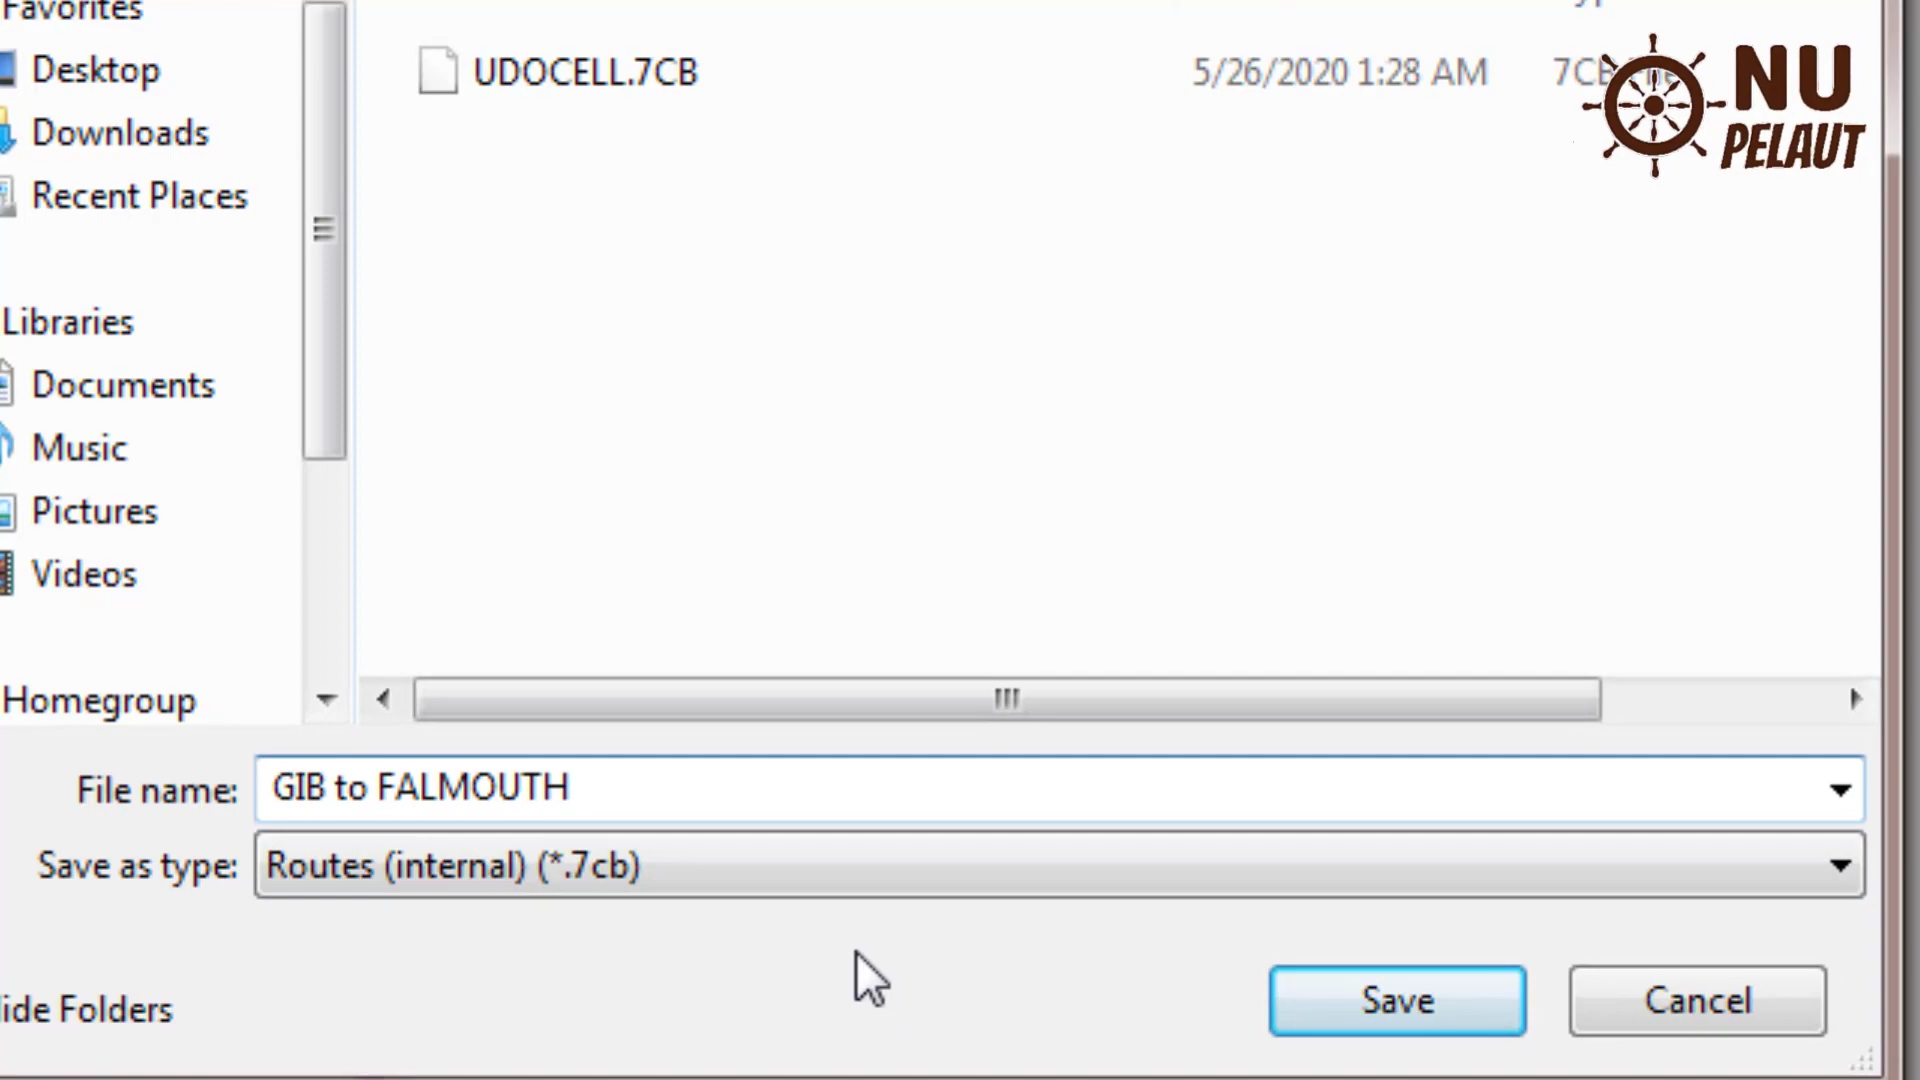 Favorites
Desktop
Downloads
Recent Places
Libraries
Documents
Music
Pictures
Videos
Homegroup
UDOCELL.7CB 5/26/2020 1:28 AM
NU
PELAUT
File name: GIB to FALMOUTH
Save as type: Routes (internal) (*.7cb)
ide Folders
Save
Cancel